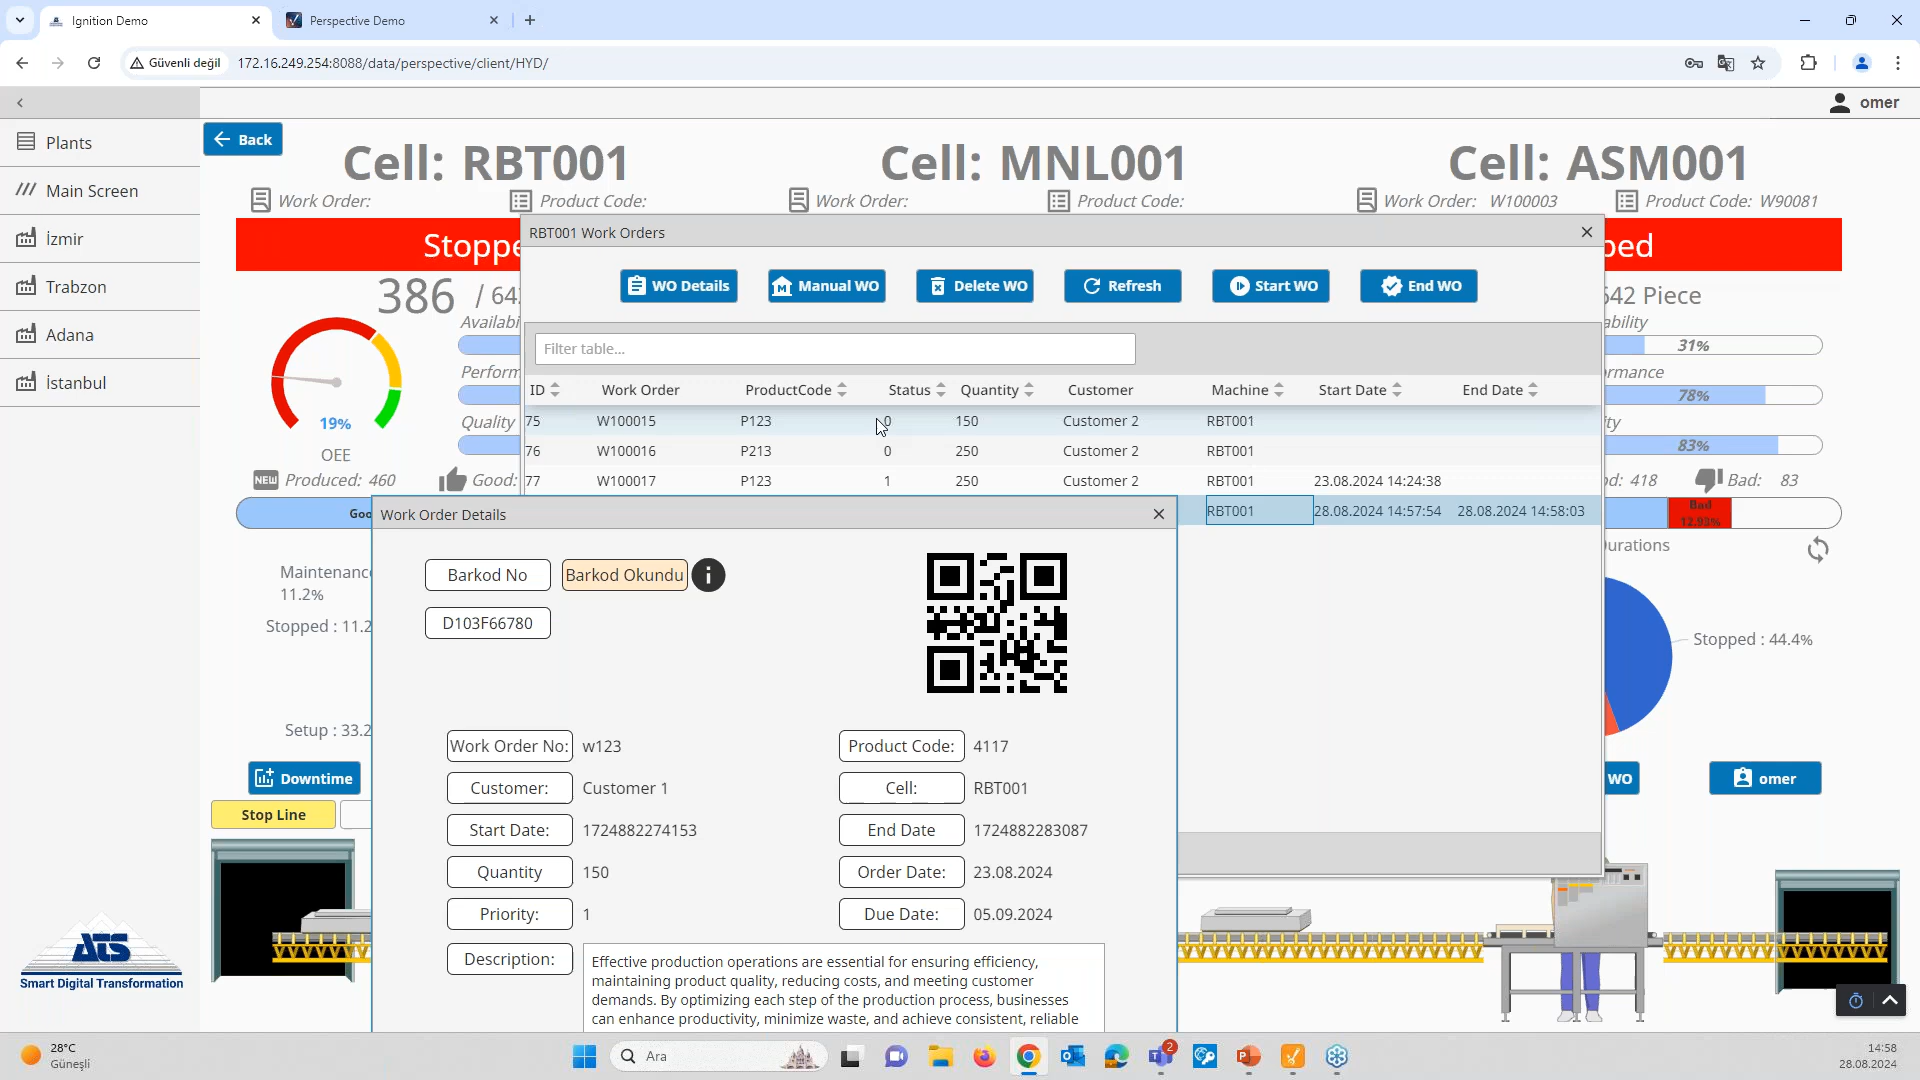 Ignition Demo
Perspective Demo
Güvenli değil
172.16.249.254:8088/data/perspective/client/HYD/
omer
Plants
Main Screen
İzmir
Trabzon
Adana
İstanbul
Back
Cell: RBT001
Cell: MNL001
Cell: ASM001
Work Order:
Product Code:
Work Order:
Product Code:
Work Order: W100003
Product Code: W90081
386
19%
OEE
NEW Produced: 460
Good:
Maintenance
11.2%
Stopped : 11.2
Setup : 33.2
Downtime
Stop Line
RBT001 Work Orders
WO Details
Manual WO
Delete WO
Refresh
Start WO
End WO
Filter table...
ID Work Order ProductCode Status Quantity Customer Machine Start Date End Date
75 W100015 P123 0 150 Customer 2 RBT001
76 W100016 P213 0 250 Customer 2 RBT001
77 W100017 P123 1 250 Customer 2 RBT001 23.08.2024 14:24:38
RBT001 28.08.2024 14:57:54 28.08.2024 14:58:03
Work Order Details
Barkod No
Barkod Okundu
D103F66780
Work Order No: w123
Product Code: 4117
Customer: Customer 1
Cell: RBT001
Start Date: 1724882274153
End Date 1724882283087
Quantity 150
Order Date: 23.08.2024
Priority: 1
Due Date: 05.09.2024
Description:
Effective production operations are essential for ensuring efficiency,
maintaining product quality, reducing costs, and meeting customer
demands. By optimizing each step of the production process, businesses
can enhance productivity, minimize waste, and achieve consistent, reliable
Piece
31%
78%
83%
418
Bad: 83
Bad
12.93%
Stopped : 44.4%
WO
omer
ATS
Smart Digital Transformation
28°C
Güneşli
Ara
2
14:58
28.08.2024